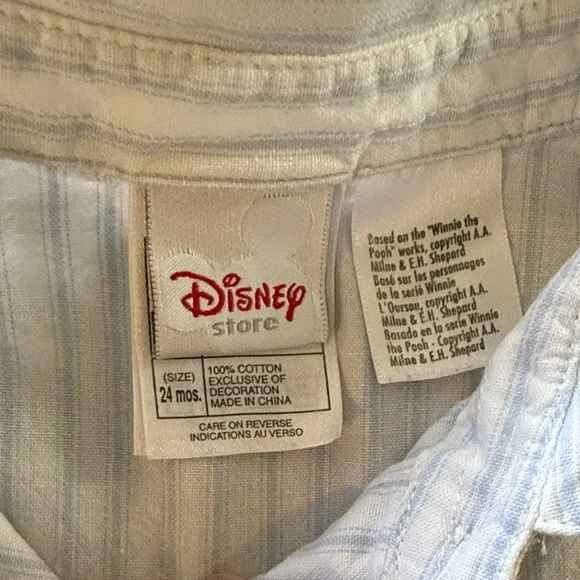 Disney
store
(SIZE)
24 mos.
100% COTTON
EXCLUSIVE OF
DECORATION
MADE IN CHINA
CARE ON REVERSE
INDICATIONS AU VERSO
Based on the "Winnie the
Pooh" works, copyright A.A.
Milne & E.H. Shepard
Basé sur les personnages
de la serié Winnie
L'Ourson, copyright A.A.
Milne & E.H. Shepard
Basado en la serie Winnie
the Pooh - Copyright A.A.
Milne & E.H. Shepard